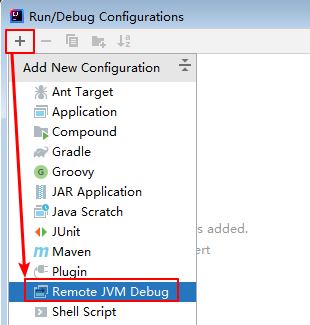 Run/Debug Configurations
Add New Configuration
Ant Target
Application
Compound
Gradle
Groovy
JAR Application
Java Scratch
JUnit
Maven
Plugin
Remote JVM Debug
Shell Script
s added.
ert